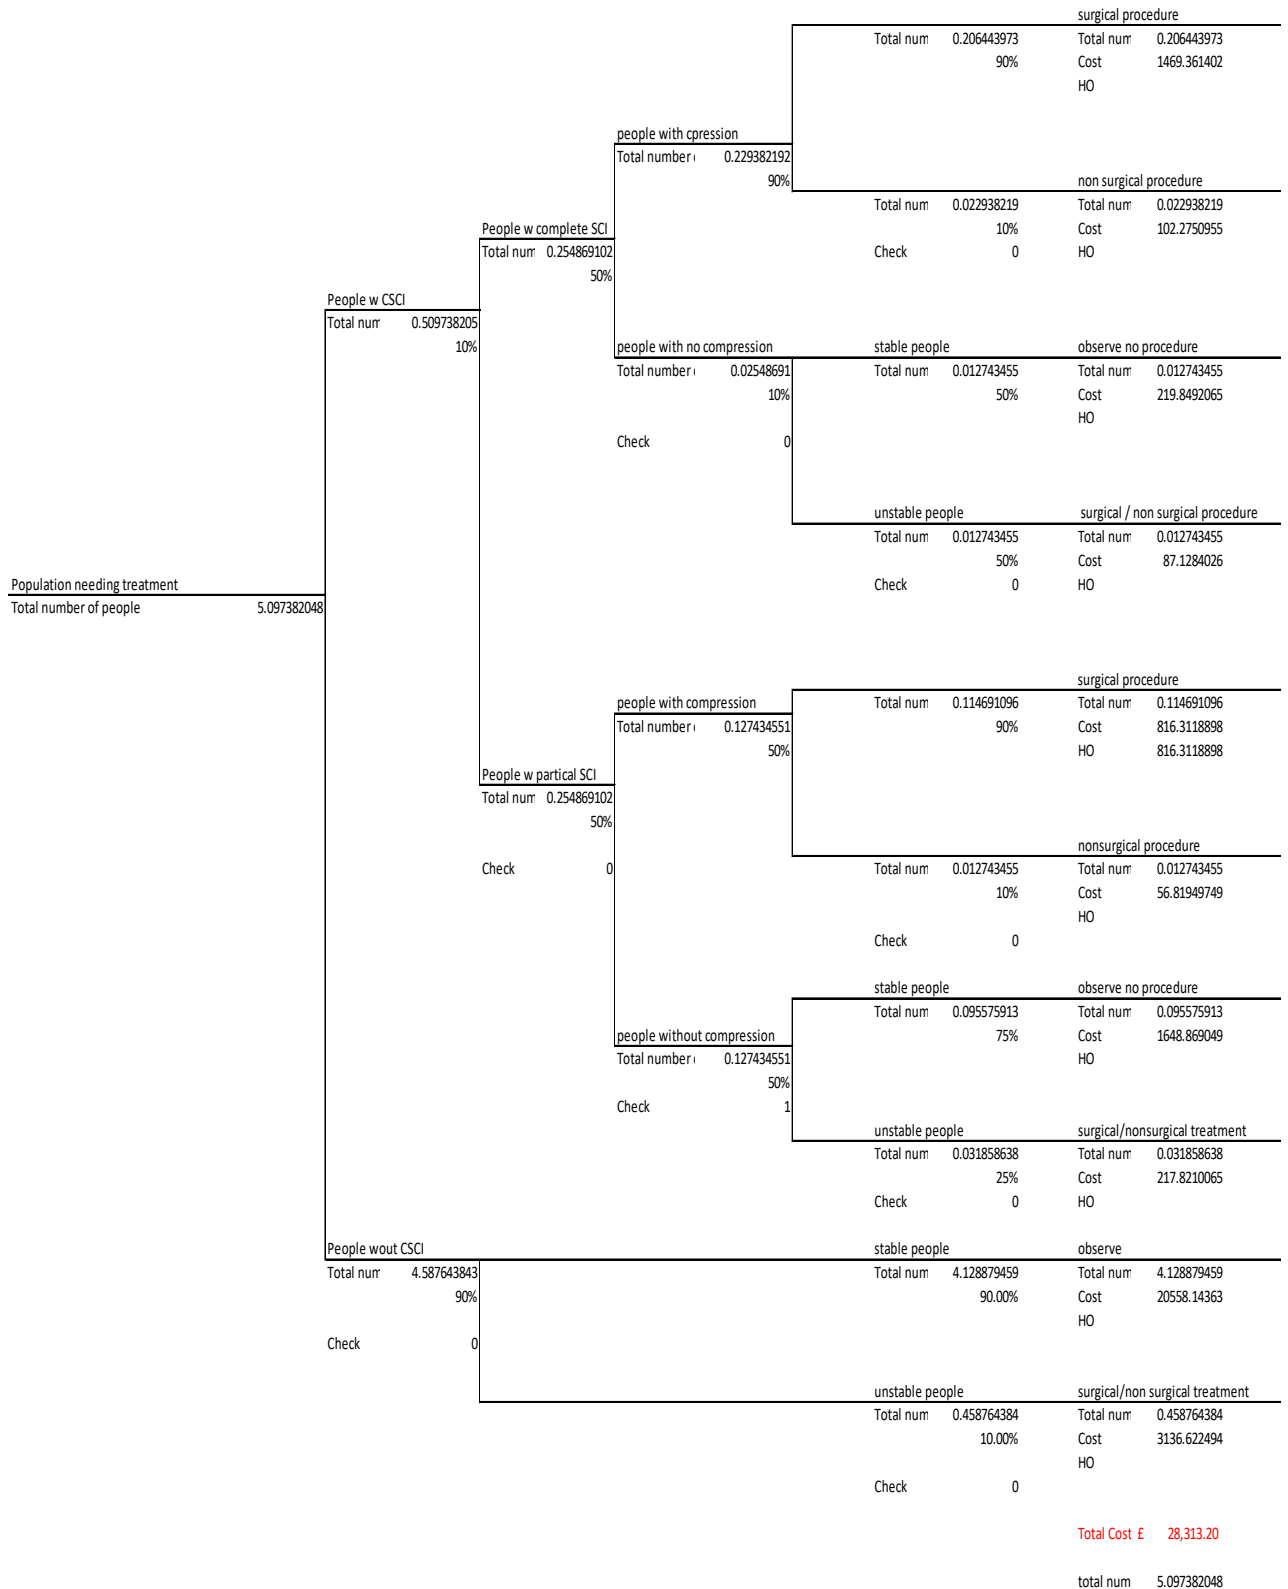 surgical procedure
Total num 0.206443973 Total num 0.206443973
90% Cost 1469.361402
HO
people with cpression
Total number 0.229382192
90% non surgical procedure
Total num 0.022938219 Total num 0.022938219
People w complete SCI 10% Cost 102.2750955
Total num 0.254869102 Check 0 HO
50%
People w CSCI
Total num 0.509738205
10% people with no compression stable people observe no procedure
Total number 0.02548691 Total num 0.012743455 Total num 0.012743455
10% 50% Cost 219.8492065
HO
Check 0
unstable people surgical / non surgical procedure
Total num 0.012743455 Total num 0.012743455
50% Cost 87.1284026
Population needing treatment Check 0 HO
Total number of people 5.097382048
surgical procedure
people with compression Total num 0.114691096 Total num 0.114691096
Total number 0.127434551 90% Cost 816.3118898
50% HO 816.3118898
People w partical SCI
Total num 0.254869102
50%
nonsurgical procedure
Check 0 Total num 0.012743455 Total num 0.012743455
10% Cost 56.81949749
HO
Check 0
stable people observe no procedure
Total num 0.095575913 Total num 0.095575913
people without compression 75% Cost 1648.869049
Total number 0.127434551 HO
50%
Check 1
unstable people surgical/nonsurgical treatment
Total num 0.031858638 Total num 0.031858638
25% Cost 217.8210065
Check 0 HO
People wout CSCI stable people observe
Total num 4.587643843 Total num 4.128879459 Total num 4.128879459
90% 90.00% Cost 20558.14363
HO
Check 0
unstable people surgical/non surgical treatment
Total num 0.458764384 Total num 0.458764384
10.00% Cost 3136.622494
HO
Check 0
Total Cost £ 28,313.20
total num 5.097382048